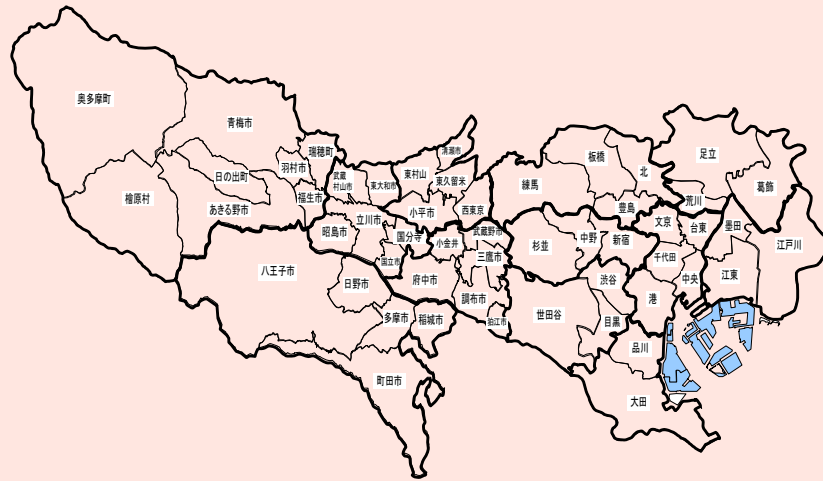 奥多摩町
青梅市
瑞穂町
羽村市
日の出町
福生市
檜原村
あきる野市
武蔵
村山市
東大和市
東村山
清瀬市
東久留米
小平市
西東京
昭島市
立川市
国分寺
国立市
小金井
武蔵野市
三鷹市
八王子市
日野市
府中市
調布市
狛江市
多摩市
稲城市
町田市
練馬
板橋
北
足立
葛飾
豊島
荒川
杉並
中野
新宿
文京
台東
墨田
江戸川
千代田
渋谷
中央
江東
港
世田谷
目黒
品川
大田